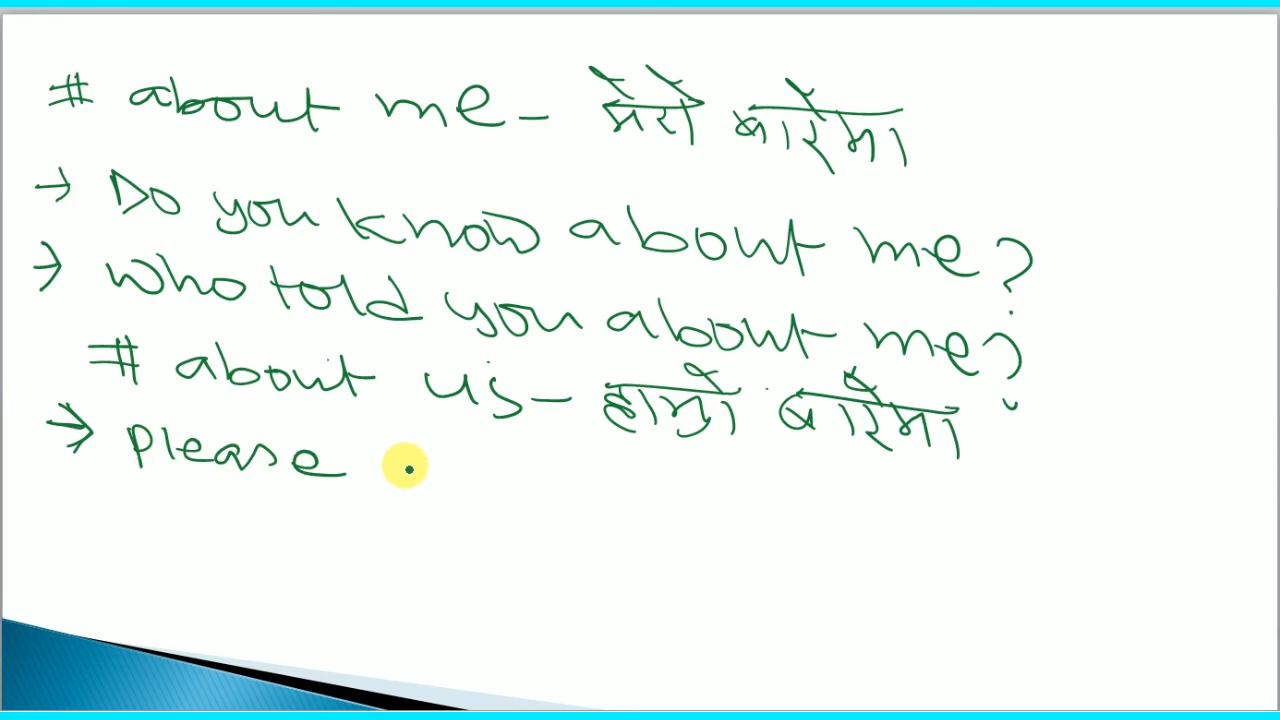 # about me - मेरो बारेमा
→ Do you know about me?
→ who told you about me?
# about us - हाम्रो बारेमा
→ please